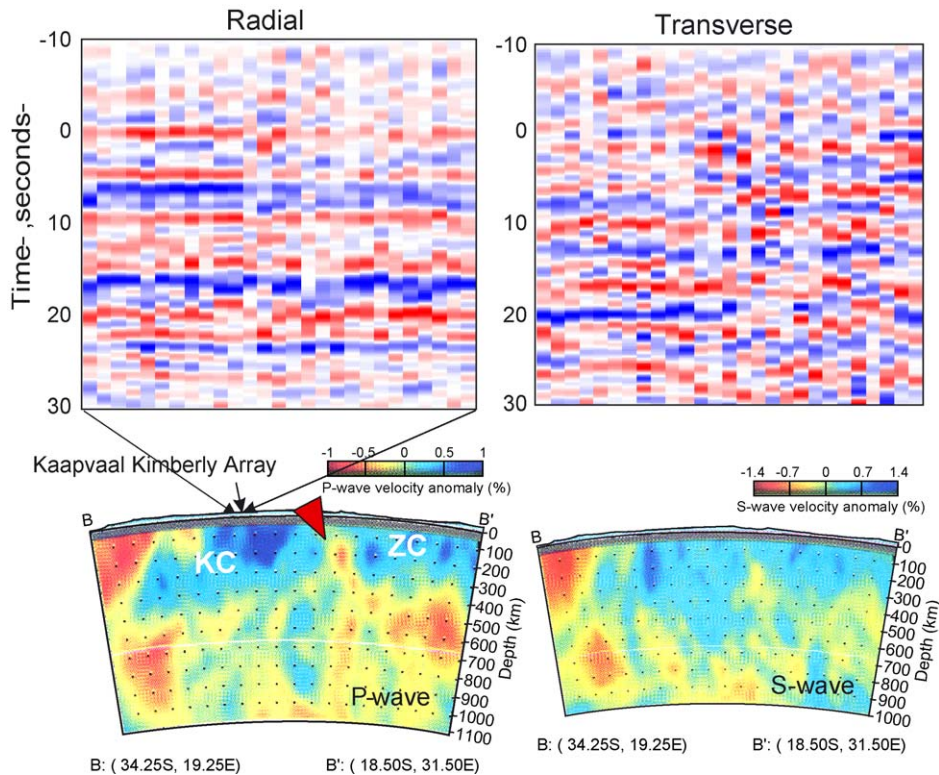 Radial
Transverse
-10
0
10
20
30
Time- ,seconds-
-10
0
10
20
30
Kaapvaal Kimberly Array
-1 -0.5 0 0.5 1
P-wave velocity anomaly (%)
-1.4 -0.7 0 0.7 1.4
S-wave velocity anomaly (%)
B
B'
KC
ZC
0
100
200
300
400
500
600
700
800
900
1000
1100
Depth (km)
P-wave
B: ( 34.25S, 19.25E)
B': ( 18.50S, 31.50E)
B
B'
0
100
200
300
400
500
600
700
800
900
1000
Depth (km)
S-wave
B: ( 34.25S, 19.25E)
B': ( 18.50S, 31.50E)